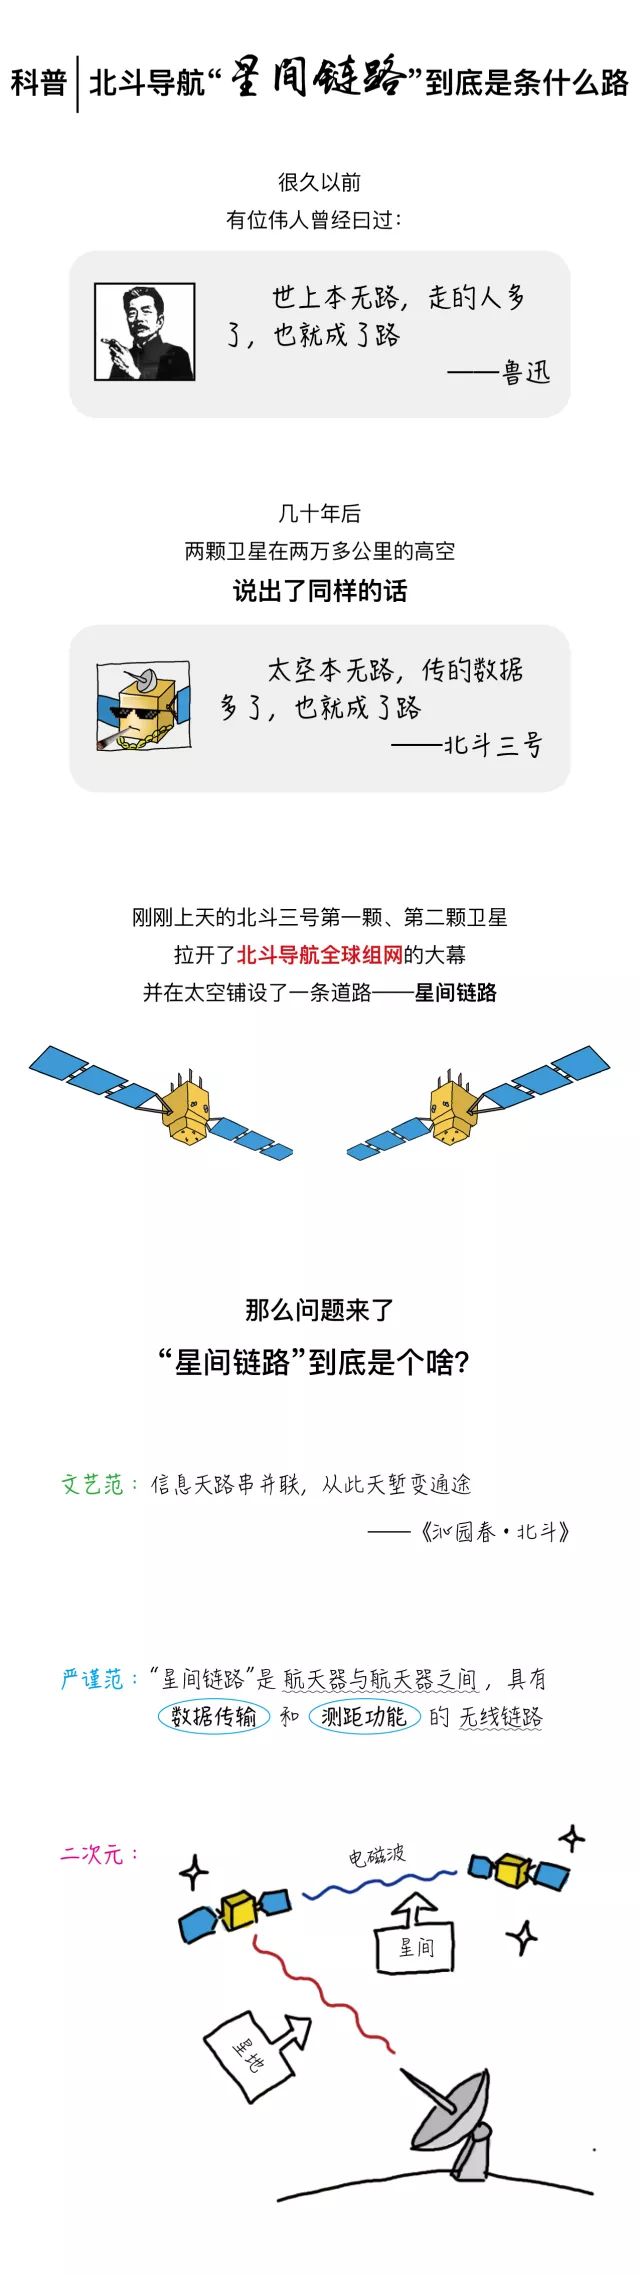 科普|北斗导航“星间链路”到底是条什么路
很久以前
有位伟人曾经曰过：
世上本无路，走的人多
了，也就成了路
——鲁迅
几十年后
两颗卫星在两万多公里的高空
说出了同样的话
太空本无路，传的数据
多了，也就成了路
——北斗三号
刚刚上天的北斗三号第一颗、第二颗卫星
拉开了北斗导航全球组网的大幕
并在太空铺设了一条道路——星间链路
那么问题来了
“星间链路”到底是个啥？
文艺范：信息天路串并联，从此天堑变通途
——《沁园春·北斗》
严谨范：“星间链路”是 航天器与航天器之间，具有
数据传输 和 测距功能 的 无线链路
二次元：
电磁波
星间
星地